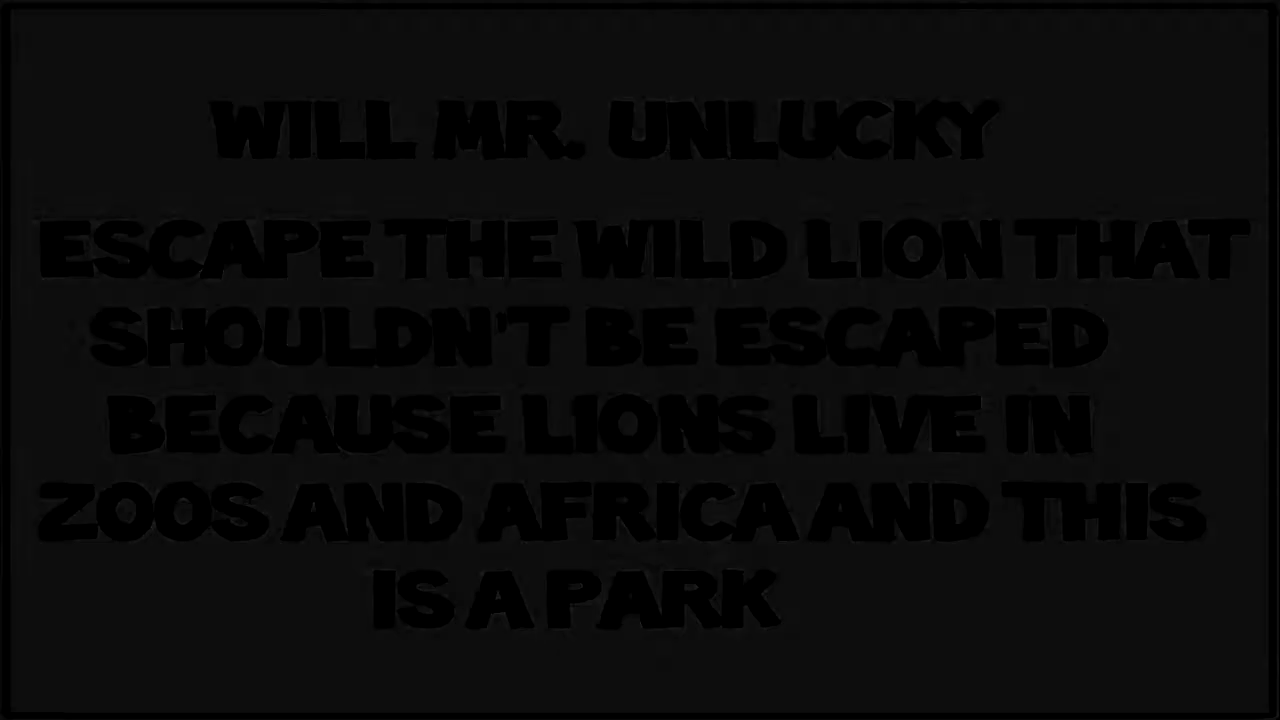 WILL MR. UNLUCKY
ESCAPE THE WILD LION THAT
SHOULDN'T BE ESCAPED
BECAUSE LIONS LIVE IN
ZOOS AND AFRICA AND THIS
IS A PARK